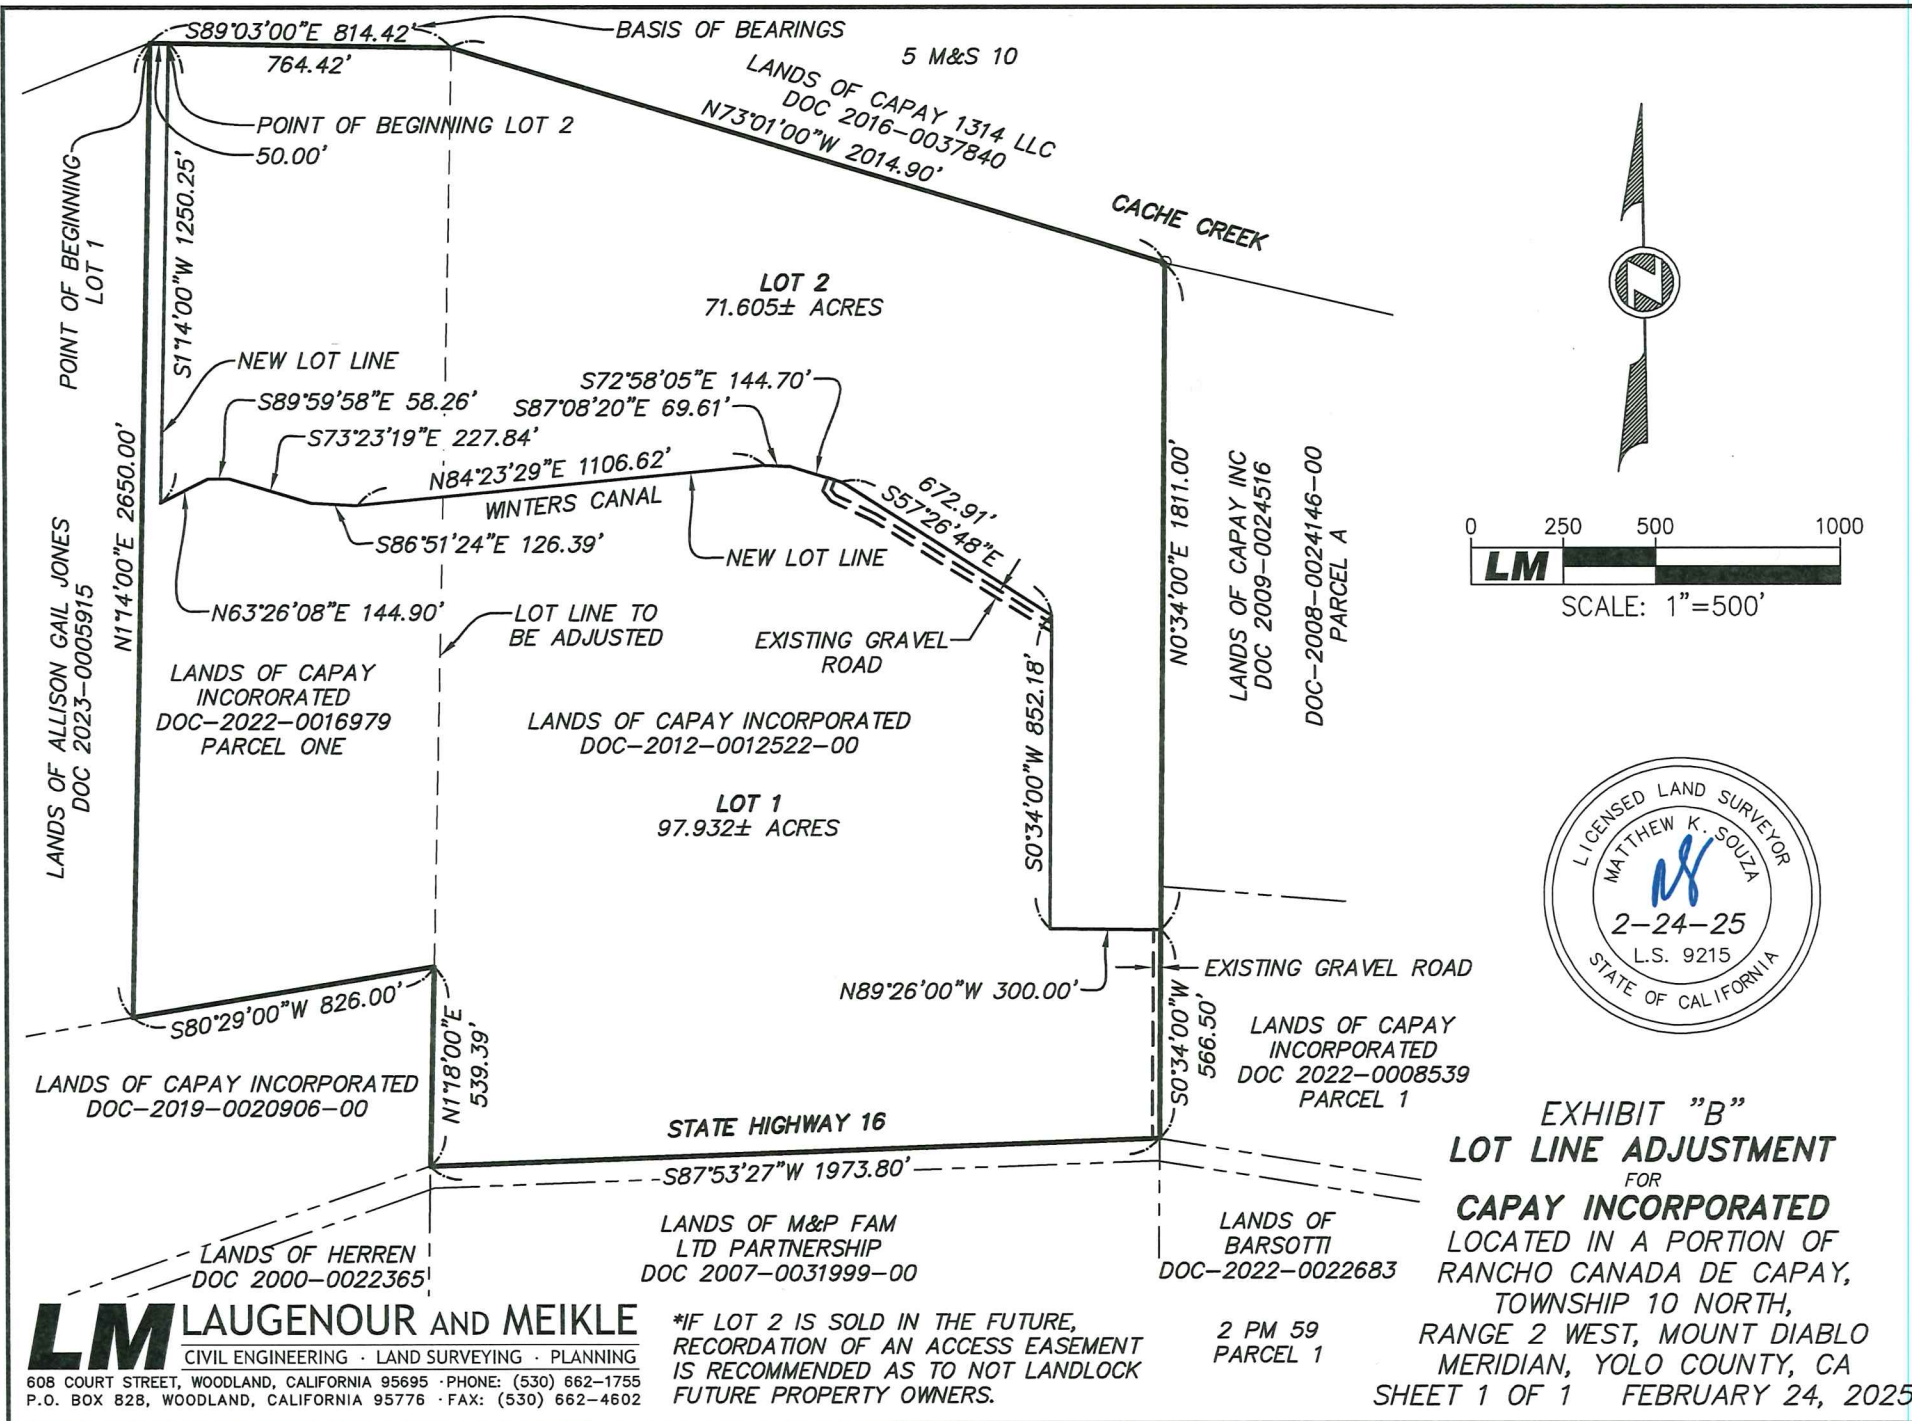 S89°03'00"E 814.42'
764.42'
BASIS OF BEARINGS
5 M&S 10
LANDS OF CAPAY 1314 LLC
DOC 2016-0037840
N73°01'00"W 2014.90'
CACHE CREEK
POINT OF BEGINNING LOT 2
50.00'
POINT OF BEGINNING
LOT 1
S1°14'00"W 1250.25'
LOT 2
71.605± ACRES
NEW LOT LINE
S89°59'58"E 58.26'
S73°23'19"E 227.84'
S72°58'05"E 144.70'
S87°08'20"E 69.61'
N84°23'29"E 1106.62'
WINTERS CANAL
S86°51'24"E 126.39'
NEW LOT LINE
672.91'
S57°26'48"E
N1°14'00"E 2650.00'
LANDS OF ALLISON GAIL JONES
DOC 2023-0005915
N63°26'08"E 144.90'
LOT LINE TO
BE ADJUSTED
EXISTING GRAVEL
ROAD
LANDS OF CAPAY
INCORORATED
DOC-2022-0016979
PARCEL ONE
LANDS OF CAPAY INCORPORATED
DOC-2012-0012522-00
LOT 1
97.932± ACRES
S0°34'00"W 852.18'
N0°34'00"E 1811.00'
LANDS OF CAPAY INC
DOC 2009-0024516
DOC-2008-0024146-00
PARCEL A
N
0 250 500 1000
LM
SCALE: 1"=500'
LICENSED LAND SURVEYOR
MATTHEW K. SOUZA
2-24-25
L.S. 9215
STATE OF CALIFORNIA
S80°29'00"W 826.00'
N1°18'00"E
539.39'
N89°26'00"W 300.00'
EXISTING GRAVEL ROAD
S0°34'00"W
566.50'
LANDS OF CAPAY
INCORPORATED
DOC 2022-0008539
PARCEL 1
LANDS OF CAPAY INCORPORATED
DOC-2019-0020906-00
STATE HIGHWAY 16
S87°53'27"W 1973.80'
LANDS OF HERREN
DOC 2000-0022365
LANDS OF M&P FAM
LTD PARTNERSHIP
DOC 2007-0031999-00
LANDS OF
BARSOTTI
DOC-2022-0022683
2 PM 59
PARCEL 1
EXHIBIT "B"
LOT LINE ADJUSTMENT
FOR
CAPAY INCORPORATED
LOCATED IN A PORTION OF
RANCHO CANADA DE CAPAY,
TOWNSHIP 10 NORTH,
RANGE 2 WEST, MOUNT DIABLO
MERIDIAN, YOLO COUNTY, CA
SHEET 1 OF 1 FEBRUARY 24, 2025
LM LAUGENOUR AND MEIKLE
CIVIL ENGINEERING · LAND SURVEYING · PLANNING
608 COURT STREET, WOODLAND, CALIFORNIA 95695 · PHONE: (530) 662-1755
P.O. BOX 828, WOODLAND, CALIFORNIA 95776 · FAX: (530) 662-4602
*IF LOT 2 IS SOLD IN THE FUTURE,
RECORDATION OF AN ACCESS EASEMENT
IS RECOMMENDED AS TO NOT LANDLOCK
FUTURE PROPERTY OWNERS.